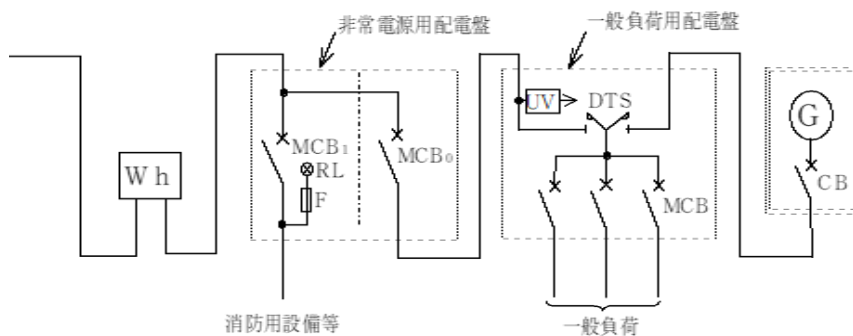 非常電源用配電盤
一般負荷用配電盤
Wh
MCB₁
RL
F
MCB₀
UV
DTS
MCB
G
CB
消防用設備等
一般負荷